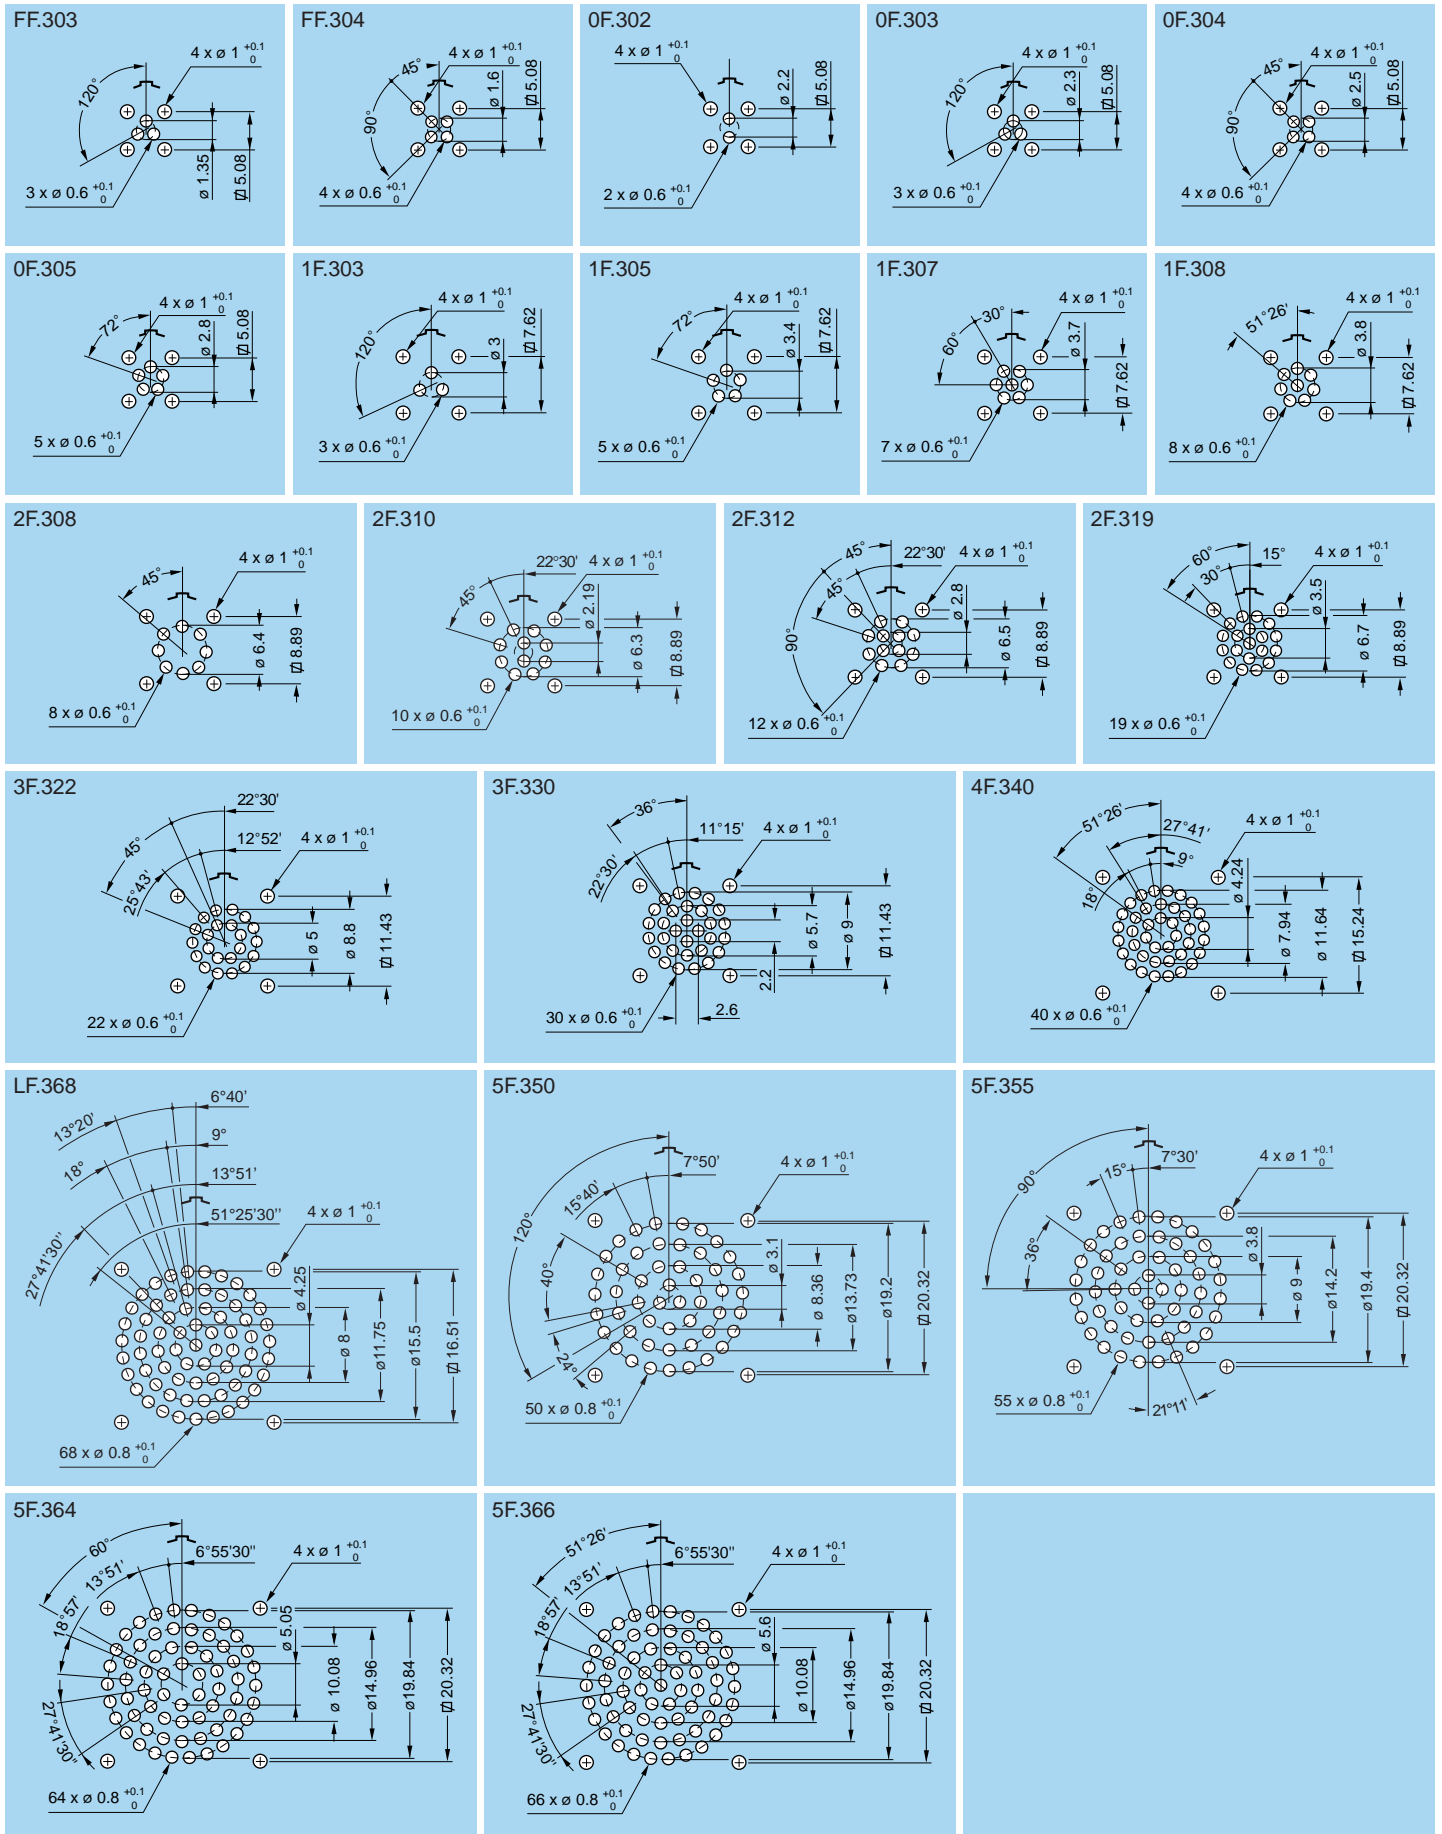 FF.303
4 x ø 1 +0.1 0
120°
ø 1.35
5.08
3 x ø 0.6 +0.1 0
FF.304
45°
4 x ø 1 +0.1 0
ø 1.6
5.08
90°
4 x ø 0.6 +0.1 0
0F.302
4 x ø 1 +0.1 0
ø 2.2
5.08
2 x ø 0.6 +0.1 0
0F.303
4 x ø 1 +0.1 0
120°
ø 2.3
5.08
3 x ø 0.6 +0.1 0
0F.304
45°
4 x ø 1 +0.1 0
ø 2.5
5.08
90°
4 x ø 0.6 +0.1 0
0F.305
4 x ø 1 +0.1 0
72°
ø 2.8
5.08
5 x ø 0.6 +0.1 0
1F.303
4 x ø 1 +0.1 0
120°
ø 3
7.62
3 x ø 0.6 +0.1 0
1F.305
4 x ø 1 +0.1 0
72°
ø 3.4
7.62
5 x ø 0.6 +0.1 0
1F.307
4 x ø 1 +0.1 0
30°
60°
ø 3.7
7.62
7 x ø 0.6 +0.1 0
1F.308
4 x ø 1 +0.1 0
51°26'
ø 3.8
7.62
8 x ø 0.6 +0.1 0
2F.308
4 x ø 1 +0.1 0
45°
ø 6.4
8.89
8 x ø 0.6 +0.1 0
2F.310
22°30'
4 x ø 1 +0.1 0
45°
ø 2.19
ø 6.3
8.89
10 x ø 0.6 +0.1 0
2F.312
45°
22°30'
4 x ø 1 +0.1 0
45°
90°
ø 2.8
ø 6.5
8.89
12 x ø 0.6 +0.1 0
2F.319
60°
15°
4 x ø 1 +0.1 0
30°
ø 3.5
ø 6.7
8.89
19 x ø 0.6 +0.1 0
3F.322
22°30'
45°
12°52'
4 x ø 1 +0.1 0
25°43'
ø 5
ø 8.8
11.43
22 x ø 0.6 +0.1 0
3F.330
36°
11°15'
4 x ø 1 +0.1 0
22°30'
ø 5.7
ø 9
11.43
2.2
2.6
30 x ø 0.6 +0.1 0
4F.340
51°26'
27°41'
4 x ø 1 +0.1 0
9°
18°
ø 4.24
ø 7.94
ø 11.64
15.24
40 x ø 0.6 +0.1 0
LF.368
6°40'
13°20'
9°
18°
13°51'
51°25'30"
4 x ø 1 +0.1 0
27°41'30"
ø 4.25
ø 8
ø11.75
ø15.5
16.51
68 x ø 0.8 +0.1 0
5F.350
7°50'
4 x ø 1 +0.1 0
15°40'
120°
40°
24°
ø 3.1
ø 8.36
ø13.73
ø19.2
20.32
50 x ø 0.8 +0.1 0
5F.355
7°30'
4 x ø 1 +0.1 0
15°
90°
36°
ø 3.8
ø 9
ø14.2
ø19.4
20.32
55 x ø 0.8 +0.1 0
21°11'
5F.364
60°
6°55'30"
4 x ø 1 +0.1 0
13°51'
18°57'
27°41'30"
ø 5.05
ø 10.08
ø14.96
ø19.84
20.32
64 x ø 0.8 +0.1 0
5F.366
51°26'
6°55'30"
4 x ø 1 +0.1 0
13°51'
18°57'
27°41'30"
ø 5.6
ø 10.08
ø14.96
ø19.84
20.32
66 x ø 0.8 +0.1 0